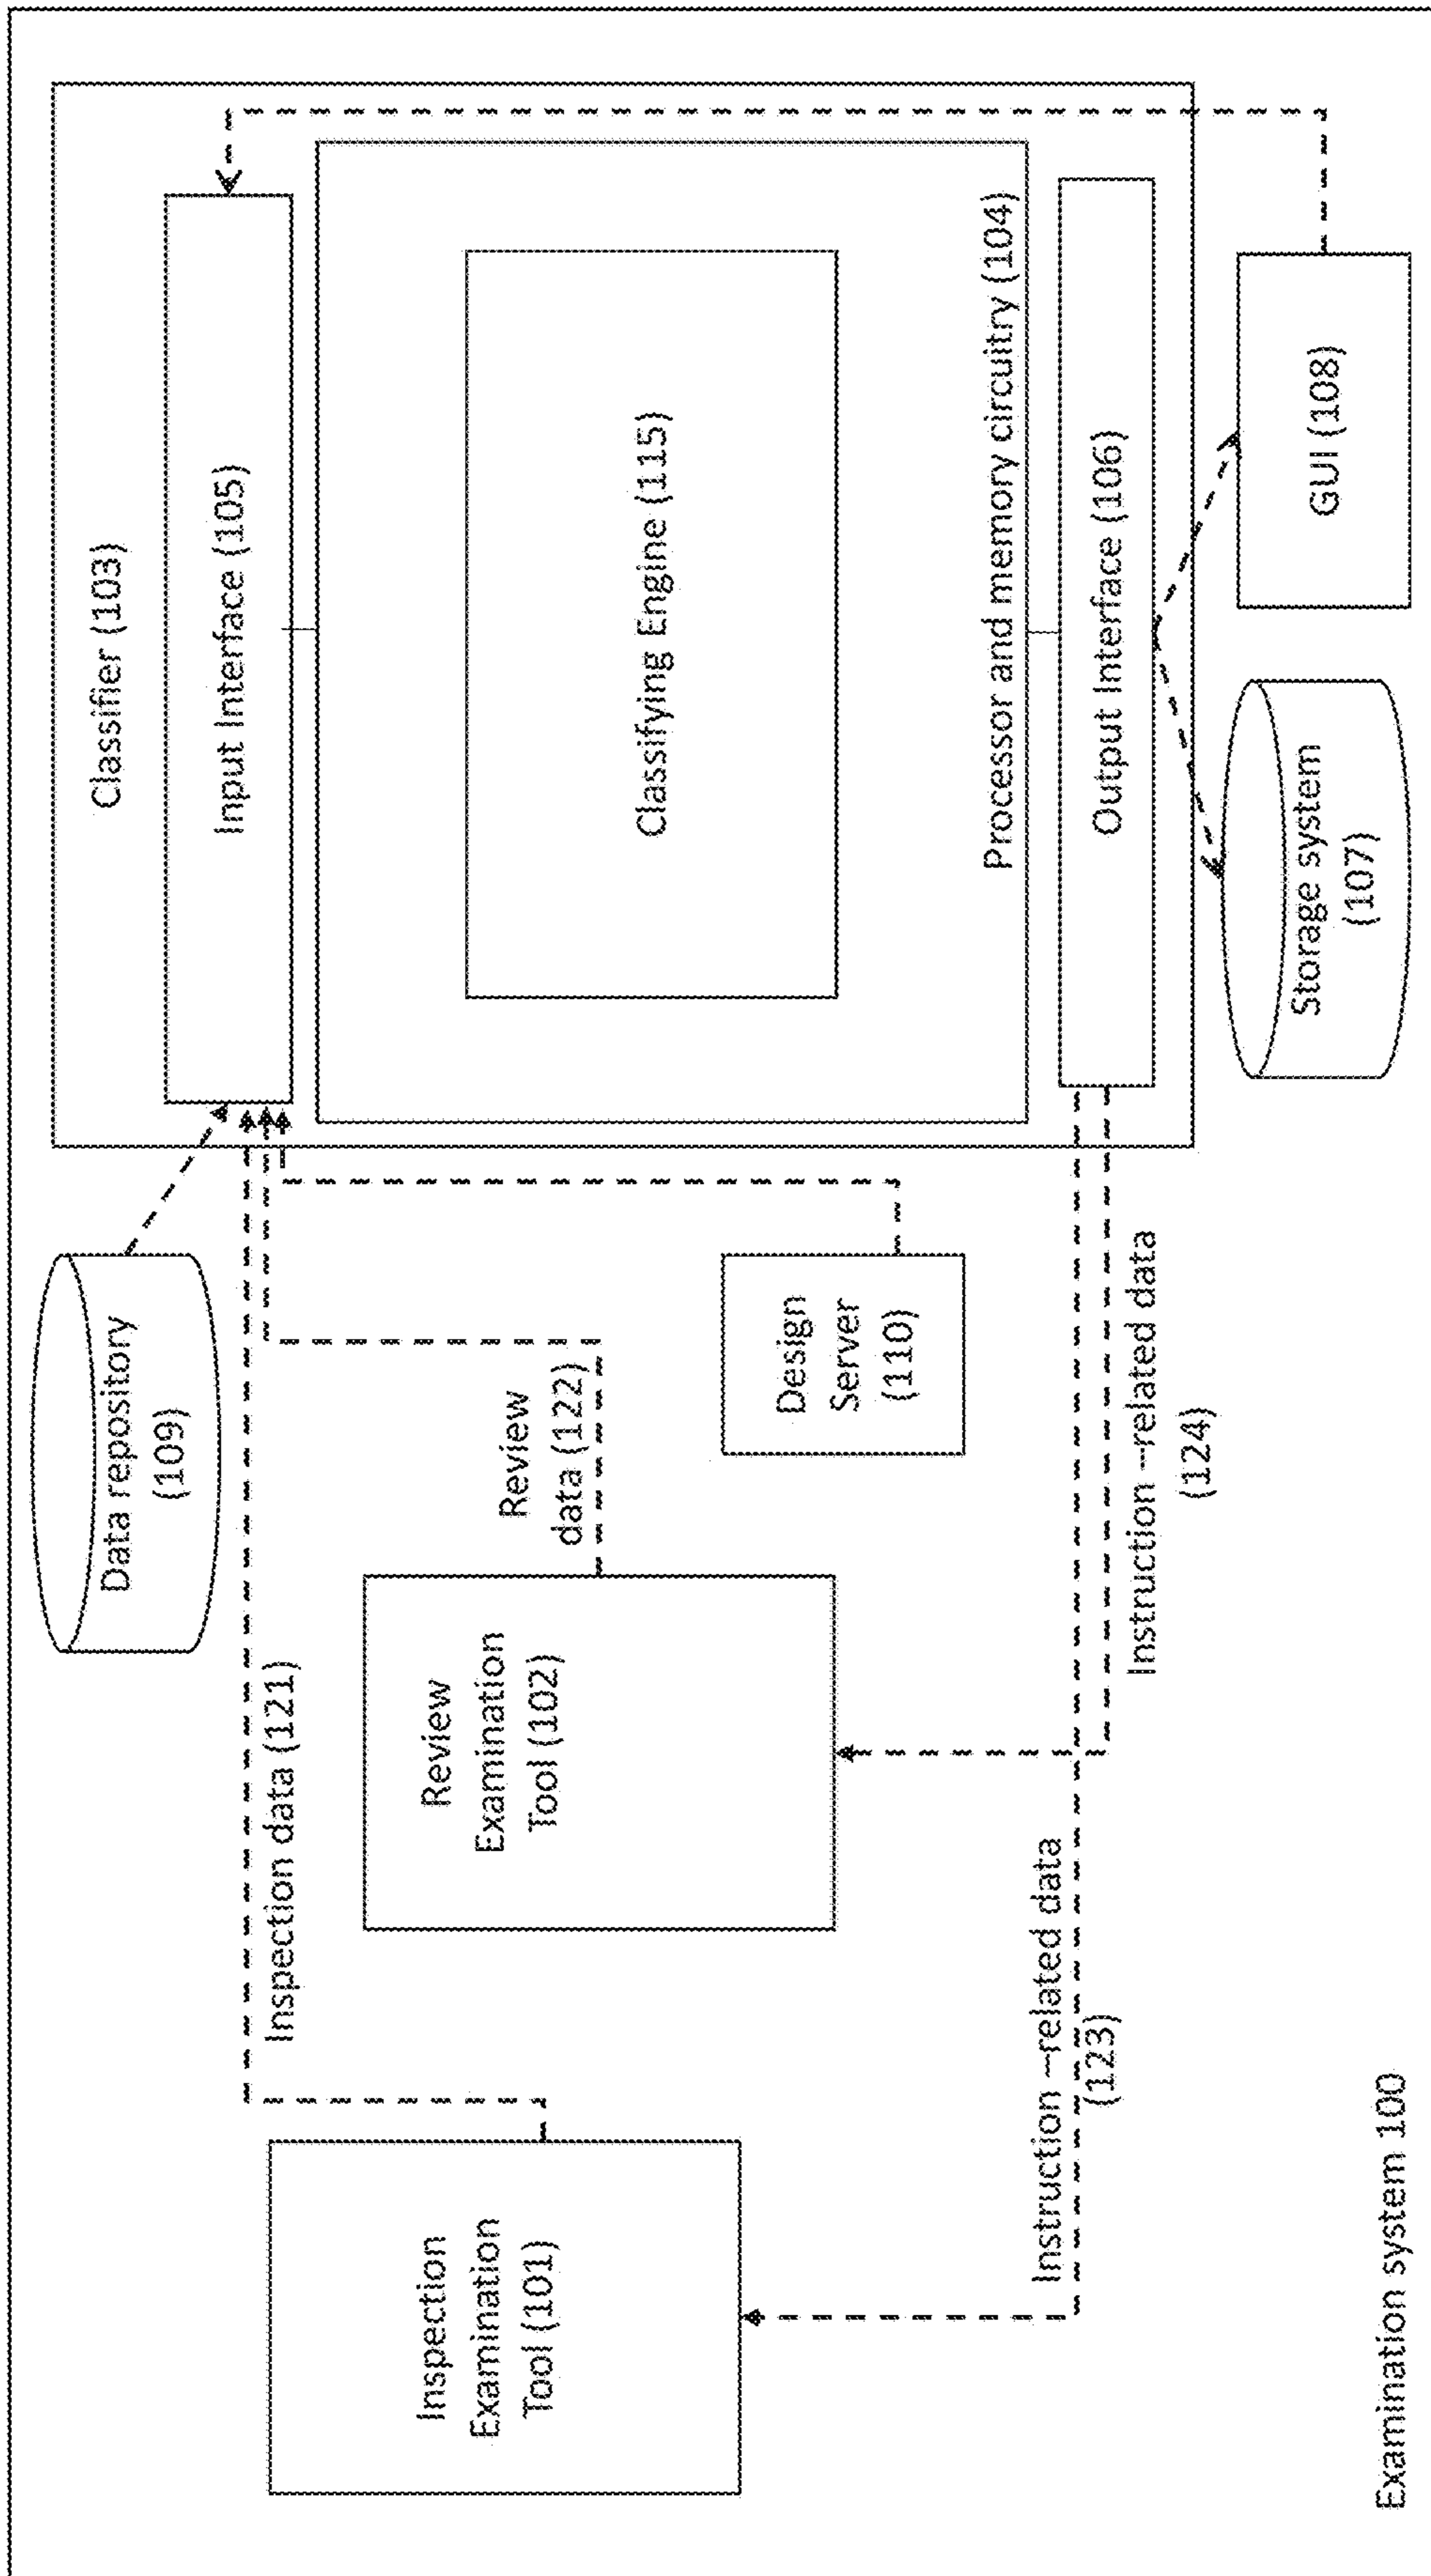 Classifier (103)
Input Interface (105)
Data repository
(109)
Inspection data (121)
Review
data (122)
Inspection
Examination
Tool (101)
Review
Examination
Tool (102)
Classifying Engine (115)
Design
Server
(110)
Processor and memory circuitry (104)
Output Interface (106)
Instruction –related data
(123)
Instruction –related data
(124)
Storage system
(107)
GUI (108)
Examination system 100